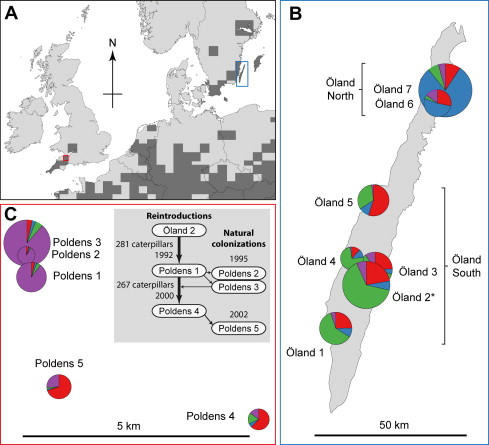 A
N
B
Öland
North
Öland 7
Öland 6
Öland 5
Öland 4
Öland 3
Öland 2*
Öland 1
Öland
South
50 km
C
Poldens 3
Poldens 2
Poldens 1
Reintroductions
Öland 2
281 caterpillars
1992
Natural
colonizations
1995
Poldens 1
Poldens 2
Poldens 3
267 caterpillars
2000
Poldens 4
2002
Poldens 5
Poldens 5
Poldens 4
5 km